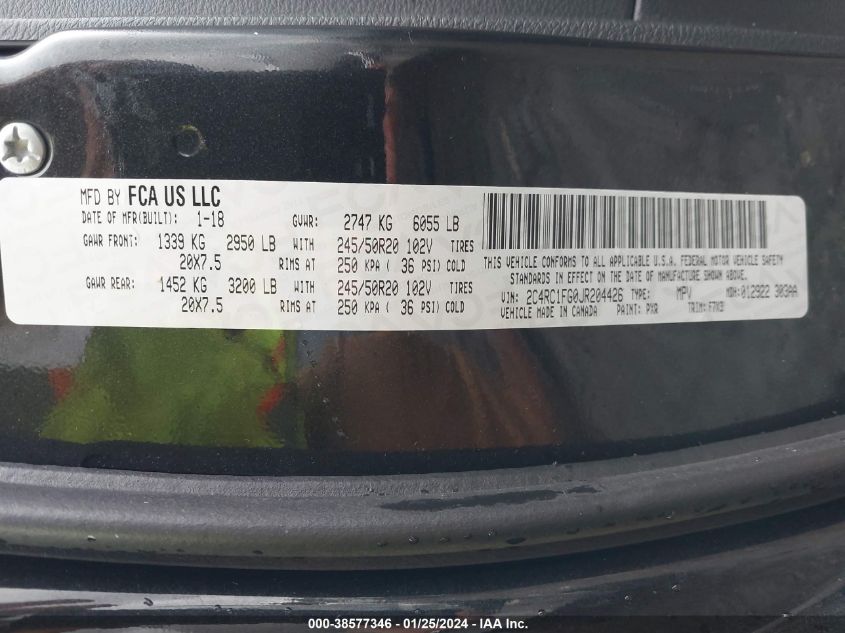 MFD BY FCA US LLC
DATE OF MFR(BUILT): 1-18 GVWR: 2747 KG 6055 LB
GAWR FRONT: 1339 KG 2950 LB WITH 245/50R20 102V TIRES
20X7.5 RIMS AT 250 KPA ( 36 PSI) COLD
GAWR REAR: 1452 KG 3200 LB WITH 245/50R20 102V TIRES
20X7.5 RIMS AT 250 KPA ( 36 PSI) COLD
THIS VEHICLE CONFORMS TO ALL APPLICABLE U.S.A. FEDERAL MOTOR VEHICLE SAFETY
STANDARDS IN EFFECT ON THE DATE OF MANUFACTURE SHOWN ABOVE.
VIN: 2C4RC1FG0JR204426 TYPE: MPV MDH:012922 303AA
VEHICLE MADE IN CANADA PAINT: PXR TRIM:
000-38577346 - 01/25/2024 - IAA Inc.